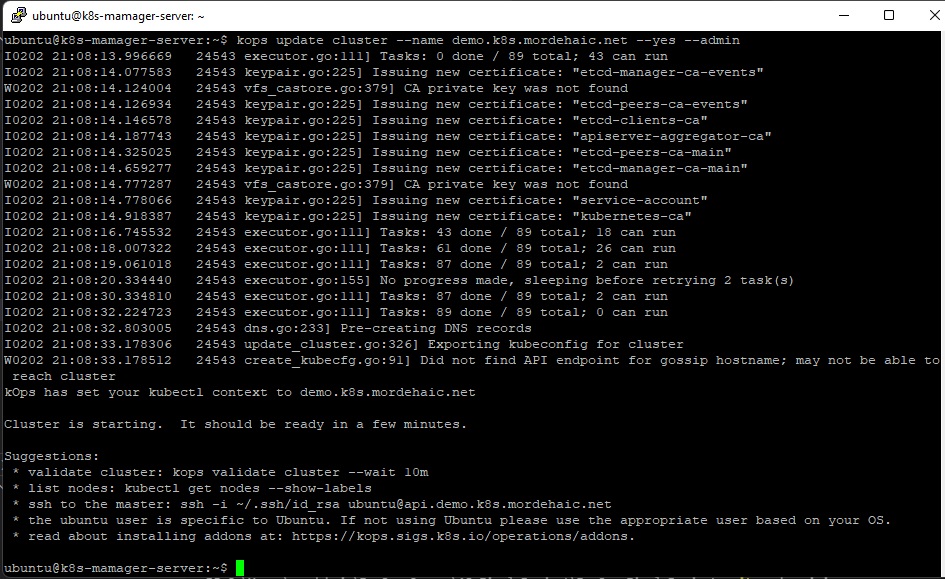 ubuntu@k8s-mamager-server: ~
ubuntu@k8s-mamager-server:~$ kops update cluster --name demo.k8s.mordehaic.net --yes --admin
I0202 21:08:13.996669   24543 executor.go:111] Tasks: 0 done / 89 total; 43 can run
I0202 21:08:14.077583   24543 keypair.go:225] Issuing new certificate: "etcd-manager-ca-events"
W0202 21:08:14.124004   24543 vfs_castore.go:379] CA private key was not found
I0202 21:08:14.126934   24543 keypair.go:225] Issuing new certificate: "etcd-peers-ca-events"
I0202 21:08:14.146578   24543 keypair.go:225] Issuing new certificate: "etcd-clients-ca"
I0202 21:08:14.187743   24543 keypair.go:225] Issuing new certificate: "apiserver-aggregator-ca"
I0202 21:08:14.325025   24543 keypair.go:225] Issuing new certificate: "etcd-peers-ca-main"
I0202 21:08:14.659277   24543 keypair.go:225] Issuing new certificate: "etcd-manager-ca-main"
W0202 21:08:14.777287   24543 vfs_castore.go:379] CA private key was not found
I0202 21:08:14.778066   24543 keypair.go:225] Issuing new certificate: "service-account"
I0202 21:08:14.918387   24543 keypair.go:225] Issuing new certificate: "kubernetes-ca"
I0202 21:08:16.745532   24543 executor.go:111] Tasks: 43 done / 89 total; 18 can run
I0202 21:08:18.007322   24543 executor.go:111] Tasks: 61 done / 89 total; 26 can run
I0202 21:08:19.061018   24543 executor.go:111] Tasks: 87 done / 89 total; 2 can run
I0202 21:08:20.334440   24543 executor.go:155] No progress made, sleeping before retrying 2 task(s)
I0202 21:08:30.334810   24543 executor.go:111] Tasks: 87 done / 89 total; 2 can run
I0202 21:08:32.224723   24543 executor.go:111] Tasks: 89 done / 89 total; 0 can run
I0202 21:08:32.803005   24543 dns.go:233] Pre-creating DNS records
I0202 21:08:33.178306   24543 update_cluster.go:326] Exporting kubeconfig for cluster
W0202 21:08:33.178512   24543 create_kubecfg.go:91] Did not find API endpoint for gossip hostname; may not be able to
reach cluster
kOps has set your kubectl context to demo.k8s.mordehaic.net
Cluster is starting.  It should be ready in a few minutes.
Suggestions:
 * validate cluster: kops validate cluster --wait 10m
 * list nodes: kubectl get nodes --show-labels
 * ssh to the master: ssh -i ~/.ssh/id_rsa ubuntu@api.demo.k8s.mordehaic.net
 * the ubuntu user is specific to Ubuntu. If not using Ubuntu please use the appropriate user based on your OS.
 * read about installing addons at: https://kops.sigs.k8s.io/operations/addons.
ubuntu@k8s-mamager-server:~$